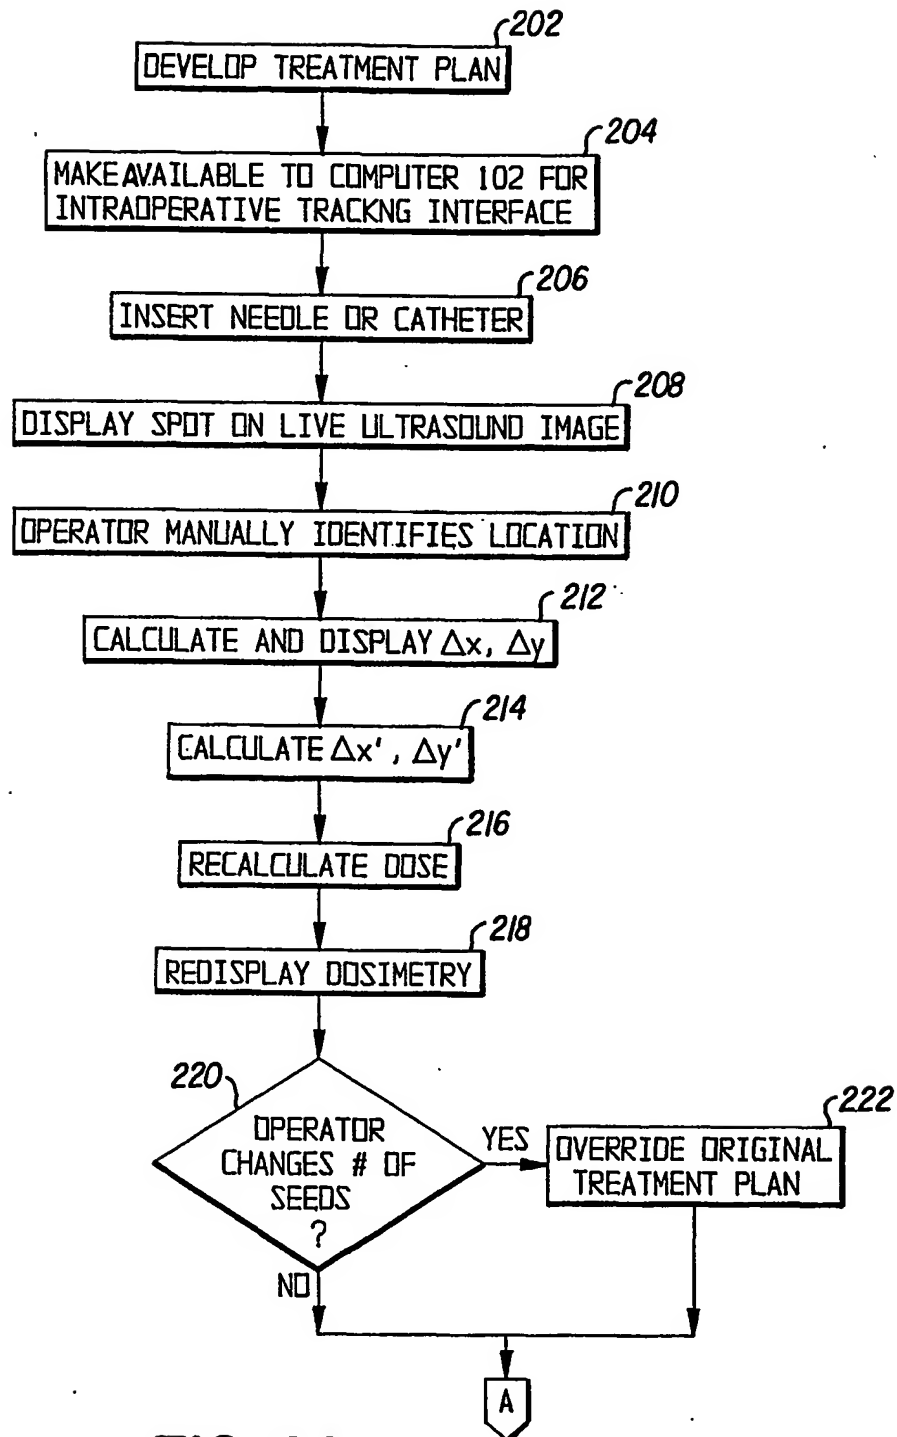 202
DEVELOP TREATMENT PLAN
204
MAKE AVAILABLE TO COMPUTER 102 FOR
INTRAOPERATIVE TRACKNG INTERFACE
206
INSERT NEEDLE OR CATHETER
208
DISPLAY SPOT ON LIVE ULTRASOUND IMAGE
210
OPERATOR MANUALLY IDENTIFIES LOCATION
212
CALCULATE AND DISPLAY Δx, Δy
214
CALCULATE Δx', Δy'
216
RECALCULATE DOSE
218
REDISPLAY DOSIMETRY
220
OPERATOR
CHANGES # OF
SEEDS
?
YES
222
OVERRIDE ORIGINAL
TREATMENT PLAN
NO
A